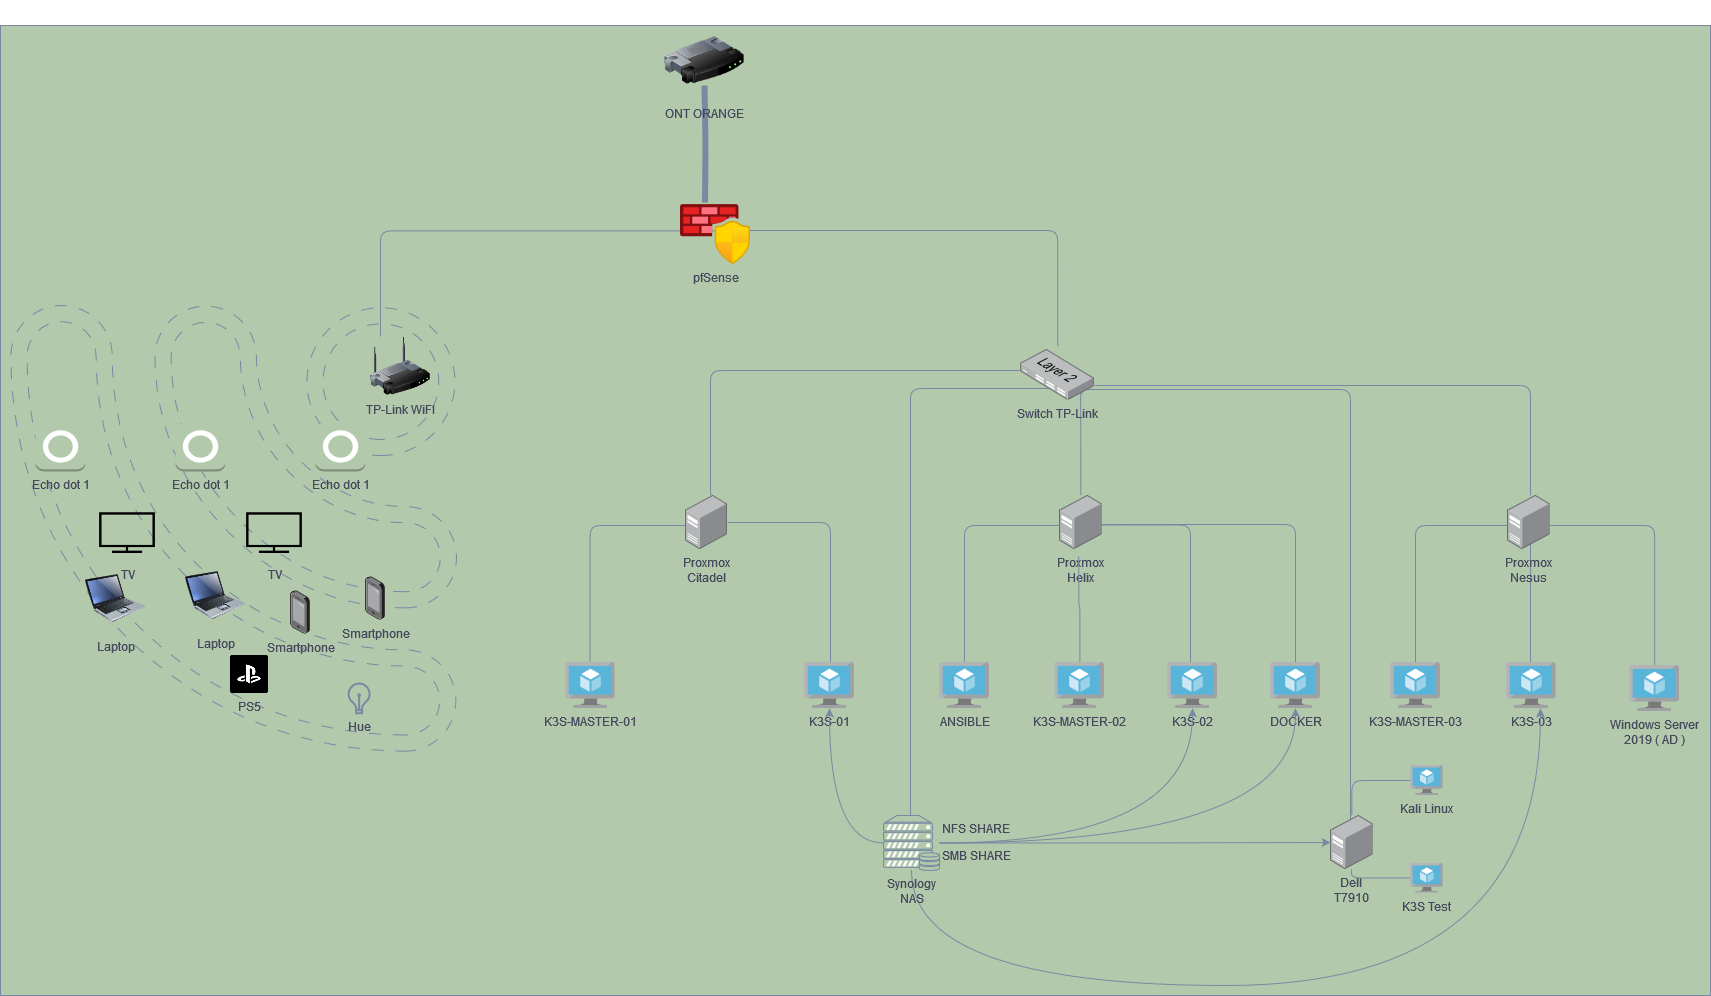 ONT ORANGE
pfSense
Layer 2
TP-Link WiFI
Switch TP-Link
Echo dot 1
Echo dot 1
Echo dot 1
TV
TV
Proxmox
Citadel
Proxmox
Helix
Proxmox
Nesus
Laptop
Laptop
Smartphone
Smartphone
PS5
Hue
K3S-MASTER-01
K3S-01
ANSIBLE
K3S-MASTER-02
K3S-02
DOCKER
K3S-MASTER-03
K3S-03
Windows Server
2019 ( AD )
Kali Linux
NFS SHARE
SMB SHARE
Synology
NAS
Dell
T7910
K3S Test